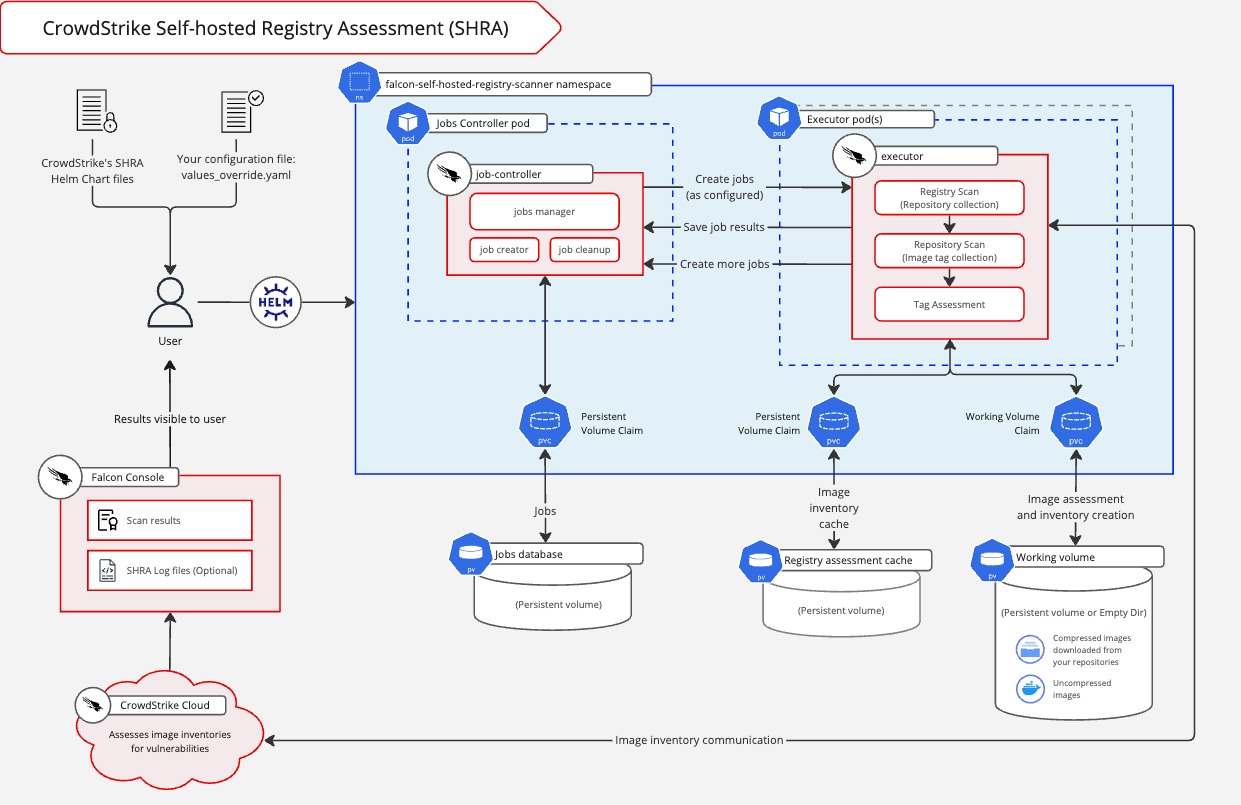 CrowdStrike Self-hosted Registry Assessment (SHRA)
CrowdStrike's SHRA
Helm Chart files
Your configuration file:
values_override.yaml
User
HELM
ns
falcon-self-hosted-registry-scanner namespace
pod
Jobs Controller pod
job-controller
jobs manager
job creator
job cleanup
Create jobs
(as configured)
Save job results
Create more jobs
pod
Executor pod(s)
executor
Registry Scan
(Repository collection)
Repository Scan
(Image tag collection)
Tag Assessment
pvc
Persistent
Volume Claim
Persistent
Volume Claim
pvc
Working Volume
Claim
pvc
Results visible to user
Falcon Console
Scan results
SHRA Log files (Optional)
Jobs
pv
Jobs database
(Persistent volume)
Image
inventory
cache
pv
Registry assessment cache
(Persistent volume)
Image assessment
and inventory creation
pv
Working volume
(Persistent volume or Empty Dir)
Compressed images
downloaded from
your repositories
Uncompressed
images
CrowdStrike Cloud
Assesses image inventories
for vulnerabilities
Image inventory communication